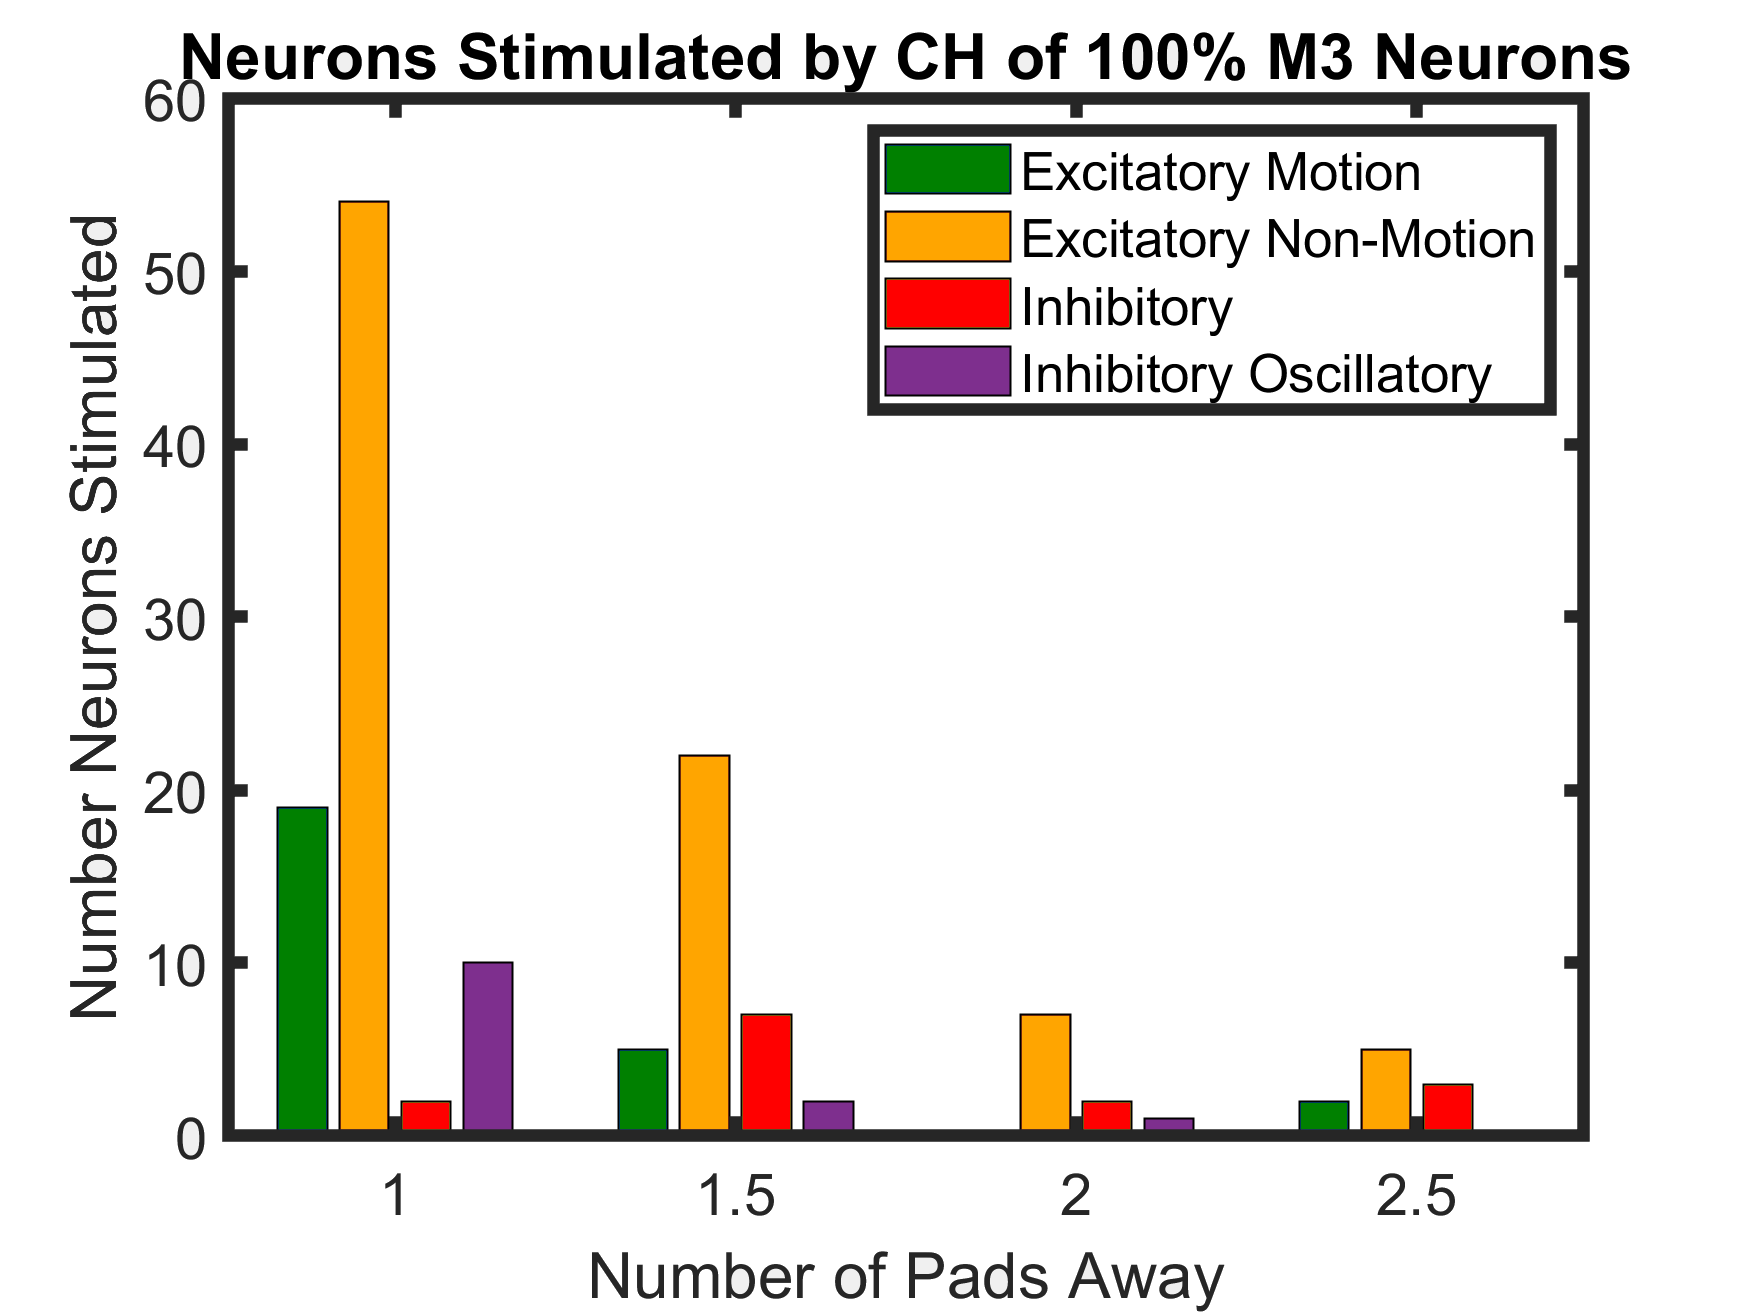 Neurons Stimulated by CH of 100% M3 Neurons
60
50
40
30
20
10
0
Number Neurons Stimulated
Excitatory Motion
Excitatory Non-Motion
Inhibitory
Inhibitory Oscillatory
1 1.5 2 2.5
Number of Pads Away